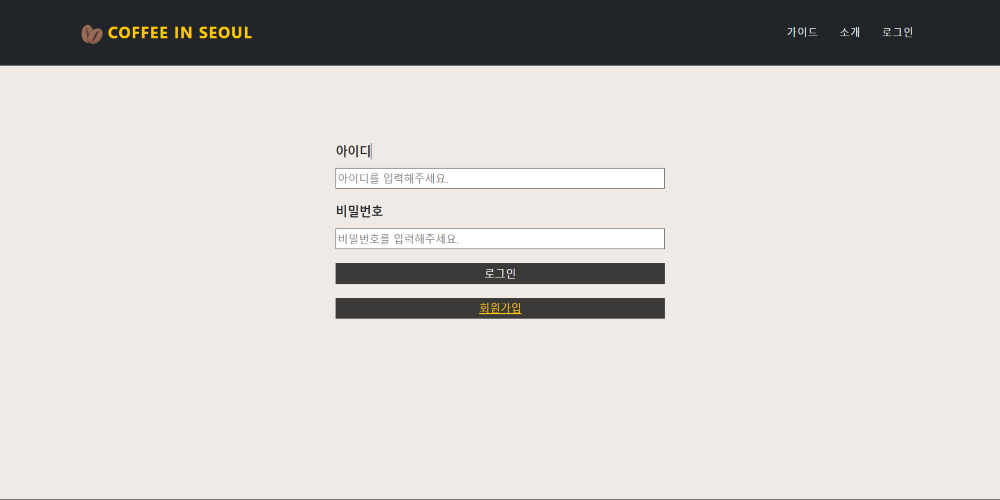 COFFEE IN SEOUL
가이드 소개 로그인
아이디
아이디를 입력해주세요.
비밀번호
비밀번호를 입력해주세요.
로그인
회원가입